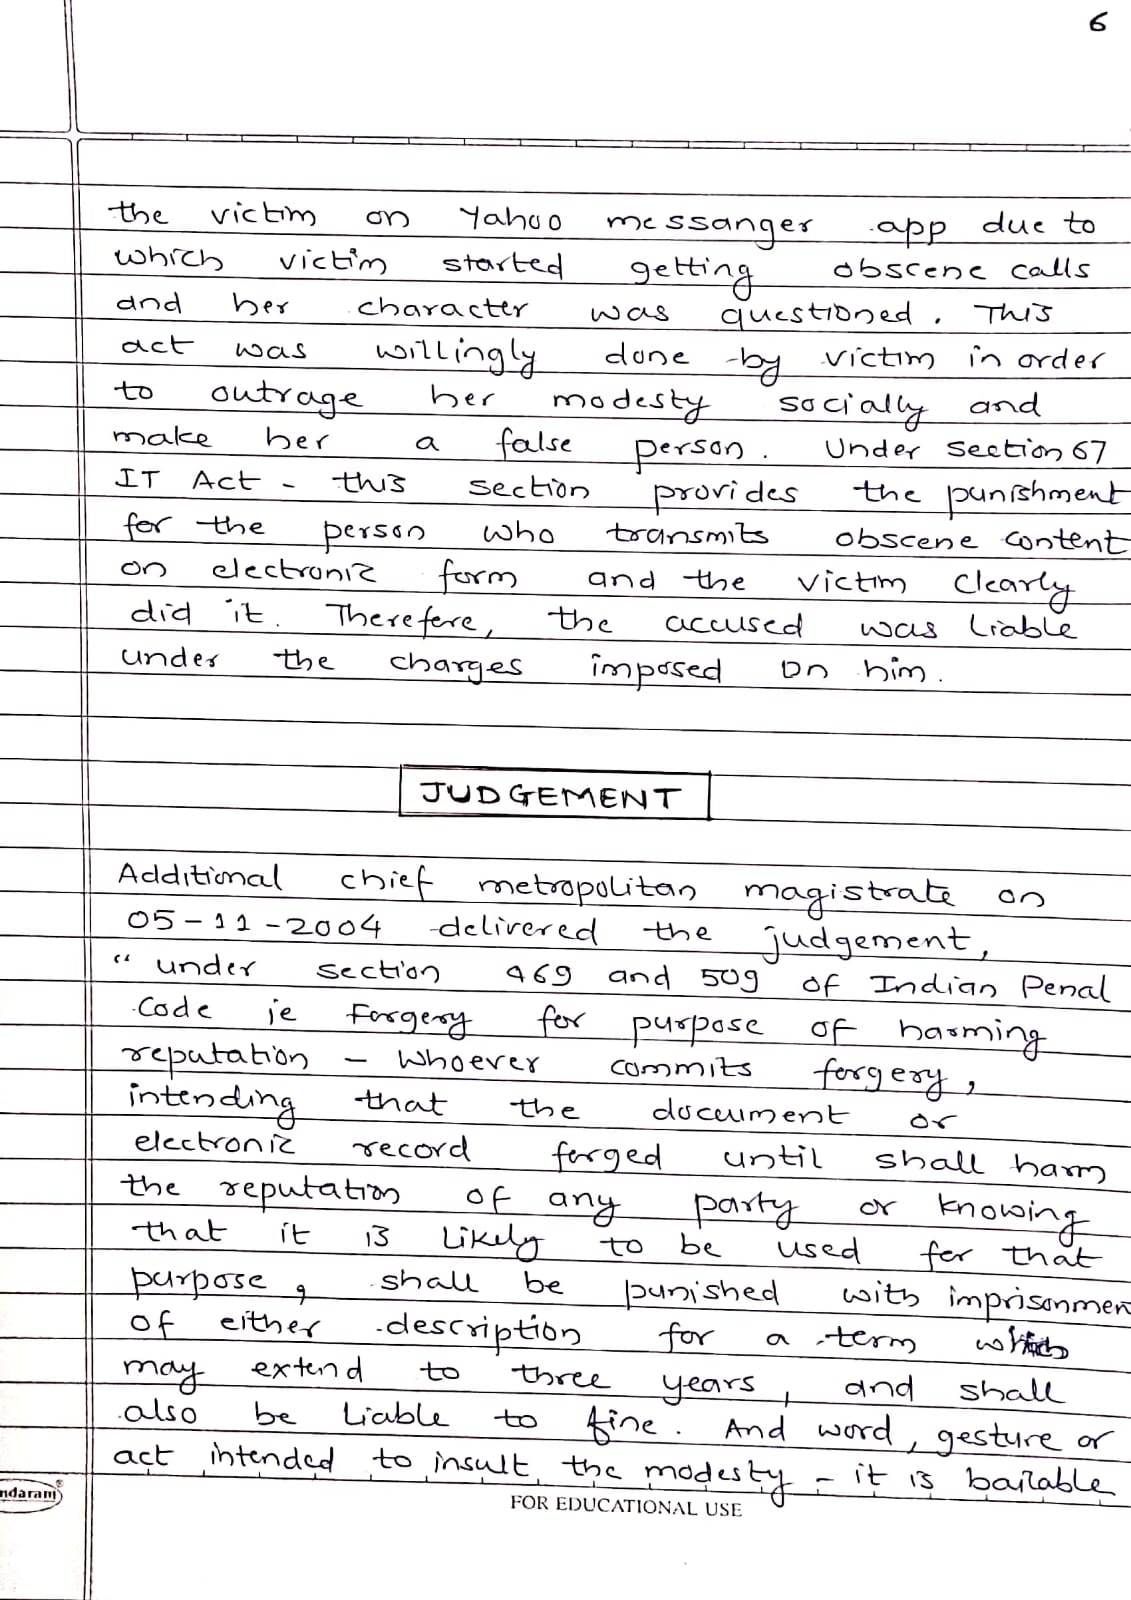 6
the victim on Yahoo messanger app due to
which victim started getting obscene calls
and her character was questioned. This
act was willingly done by victim in order
to outrage her modesty socially and
make her a false person. Under section 67
IT Act - this section provides the punishment
for the person who transmits obscene content
on electronic form and the victim clearly
did it. Therefere, the accused was liable
under the charges imposed on him.
JUDGEMENT
Additional chief metropolitan magistrate on
05-11-2004 delivered the judgement,
"under section 469 and 509 of Indian Penal
Code ie Forgery for purpose of harming
reputation - Whoever commits forgery,
intending that the document or
electronic record forged until shall harm
the reputation of any party or knowing
that it is likely to be used for that
purpose, shall be punished with imprisonmen
of either description for a term which
may extend to three years, and shall
also be liable to fine. And word, gesture or
act intended to insult the modesty - it is bailable
ndaram®
FOR EDUCATIONAL USE